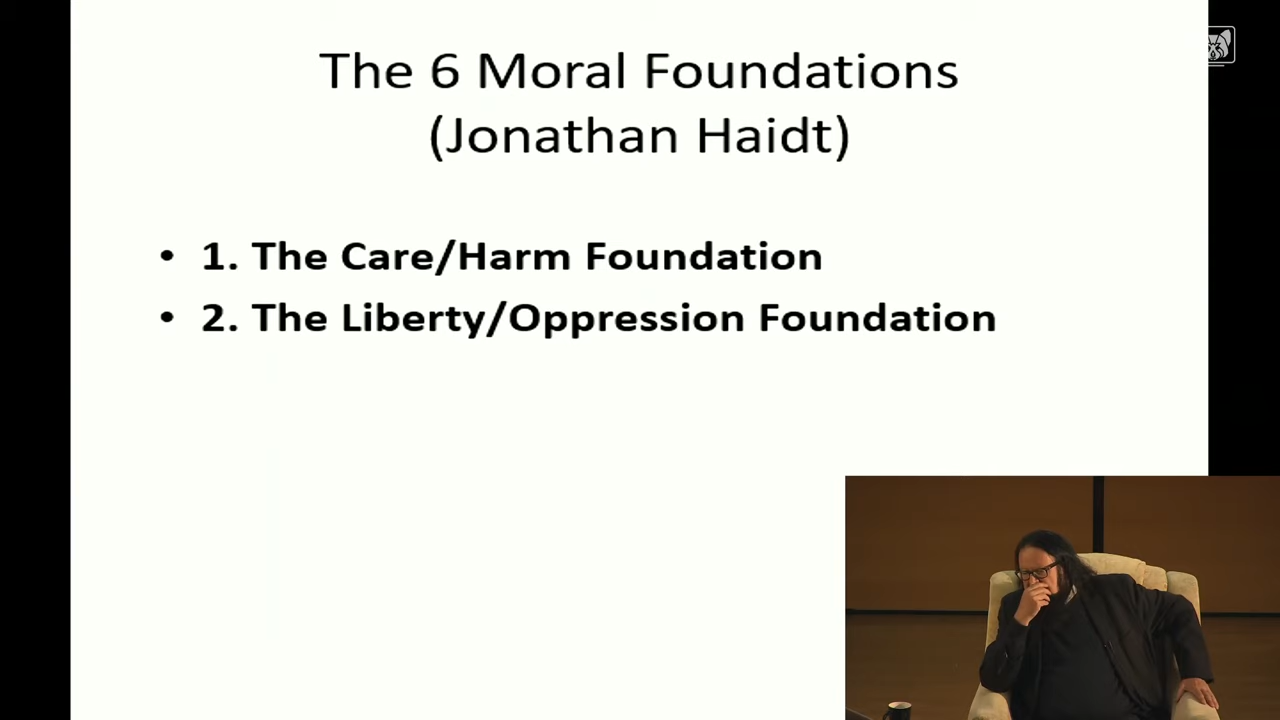 The 6 Moral Foundations
(Jonathan Haidt)
• 1. The Care/Harm Foundation
• 2. The Liberty/Oppression Foundation